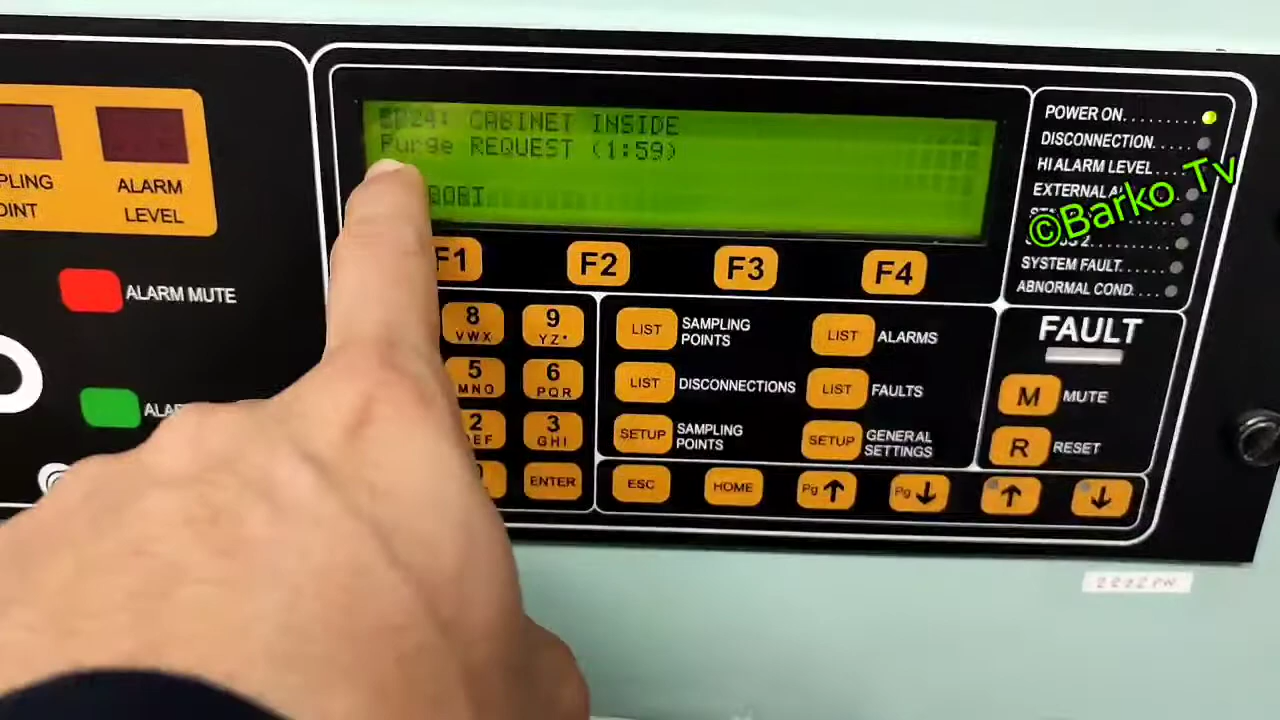 SD24: CABINET INSIDE
Purge REQUEST (1:59)
F1
F2
F3
F4
POWER ON
DISCONNECTION
HI ALARM LEVEL
SYSTEM FAULT
ABNORMAL COND.
©Barko Tv
ALARM LEVEL
ALARM MUTE
8 VWX
9 YZ*
5 MNO
6 PQR
2
3 GHI
ENTER
LIST SAMPLING POINTS
LIST ALARMS
LIST DISCONNECTIONS
LIST FAULTS
SETUP SAMPLING POINTS
SETUP GENERAL SETTINGS
ESC
HOME
Pg ↑
Pg ↓
↑
↓
FAULT
M MUTE
R RESET